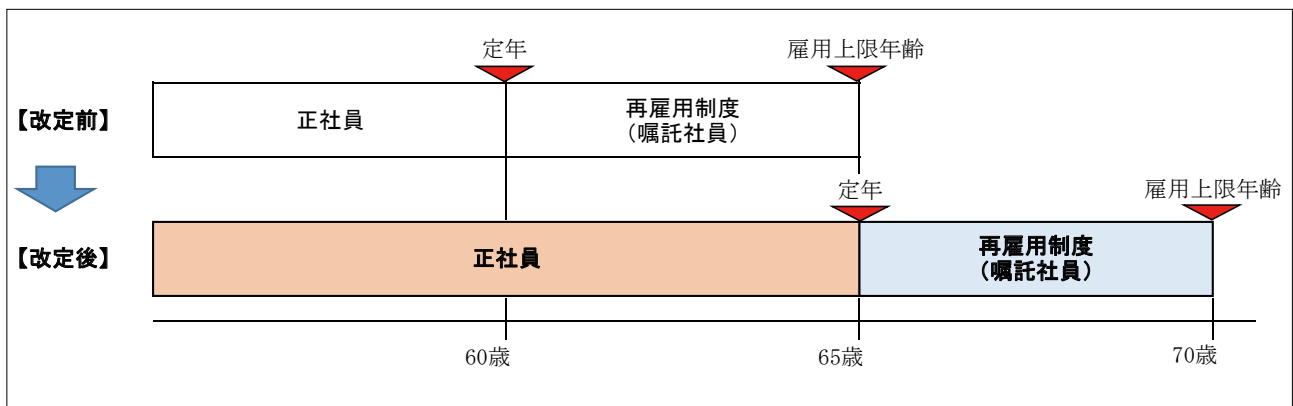 定年
雇用上限年齢
【改定前】
正社員
再雇用制度
（嘱託社員）
定年
雇用上限年齢
【改定後】
正社員
再雇用制度
（嘱託社員）
60歳
65歳
70歳